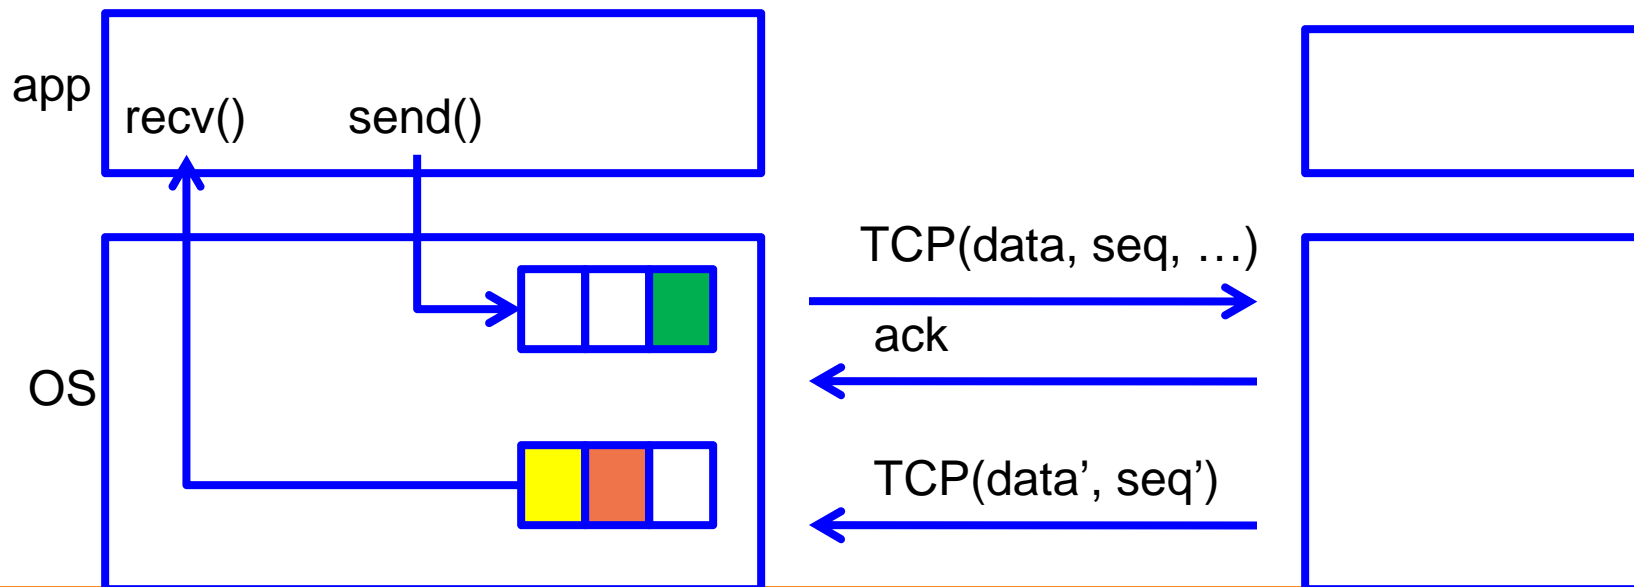 app
recv()
send()
TCP(data, seq, …)
ack
OS
TCP(data’, seq’)